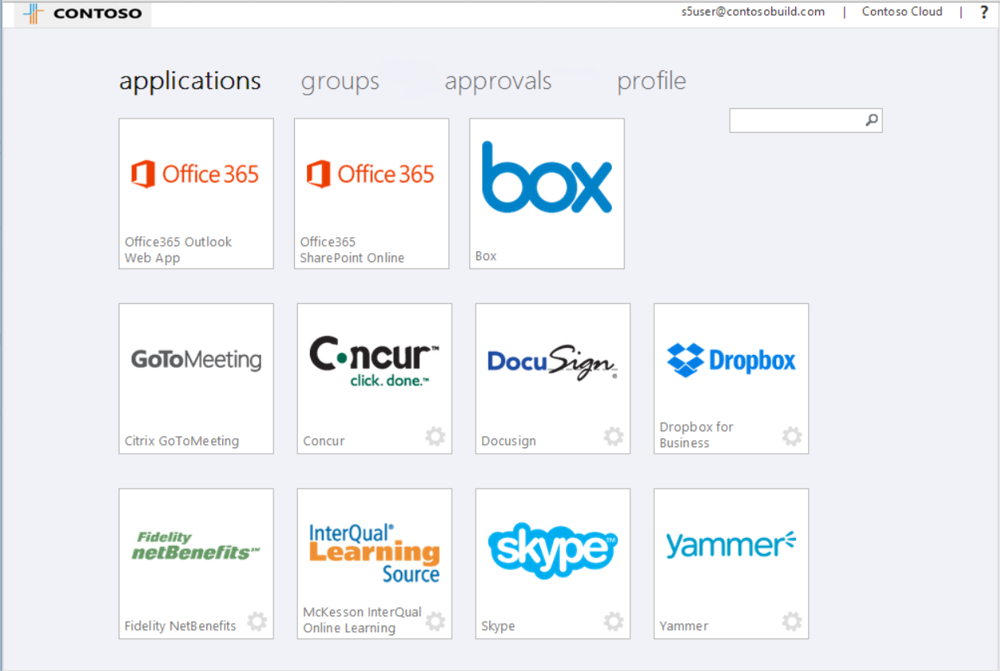 CONTOSO
s5user@contosobuild.com | Contoso Cloud | ?
applications groups approvals profile
Office 365
Office365 Outlook
Web App
Office 365
Office365
SharePoint Online
box
Box
GoToMeeting
Citrix GoToMeeting
Concur™
click. done.™
Concur
DocuSign
Docusign
Dropbox
Dropbox for
Business
Fidelity
netBenefits℠
Fidelity NetBenefits
InterQual®
Learning
Source
McKesson InterQual
Online Learning
skype™
Skype
Yammer
Yammer